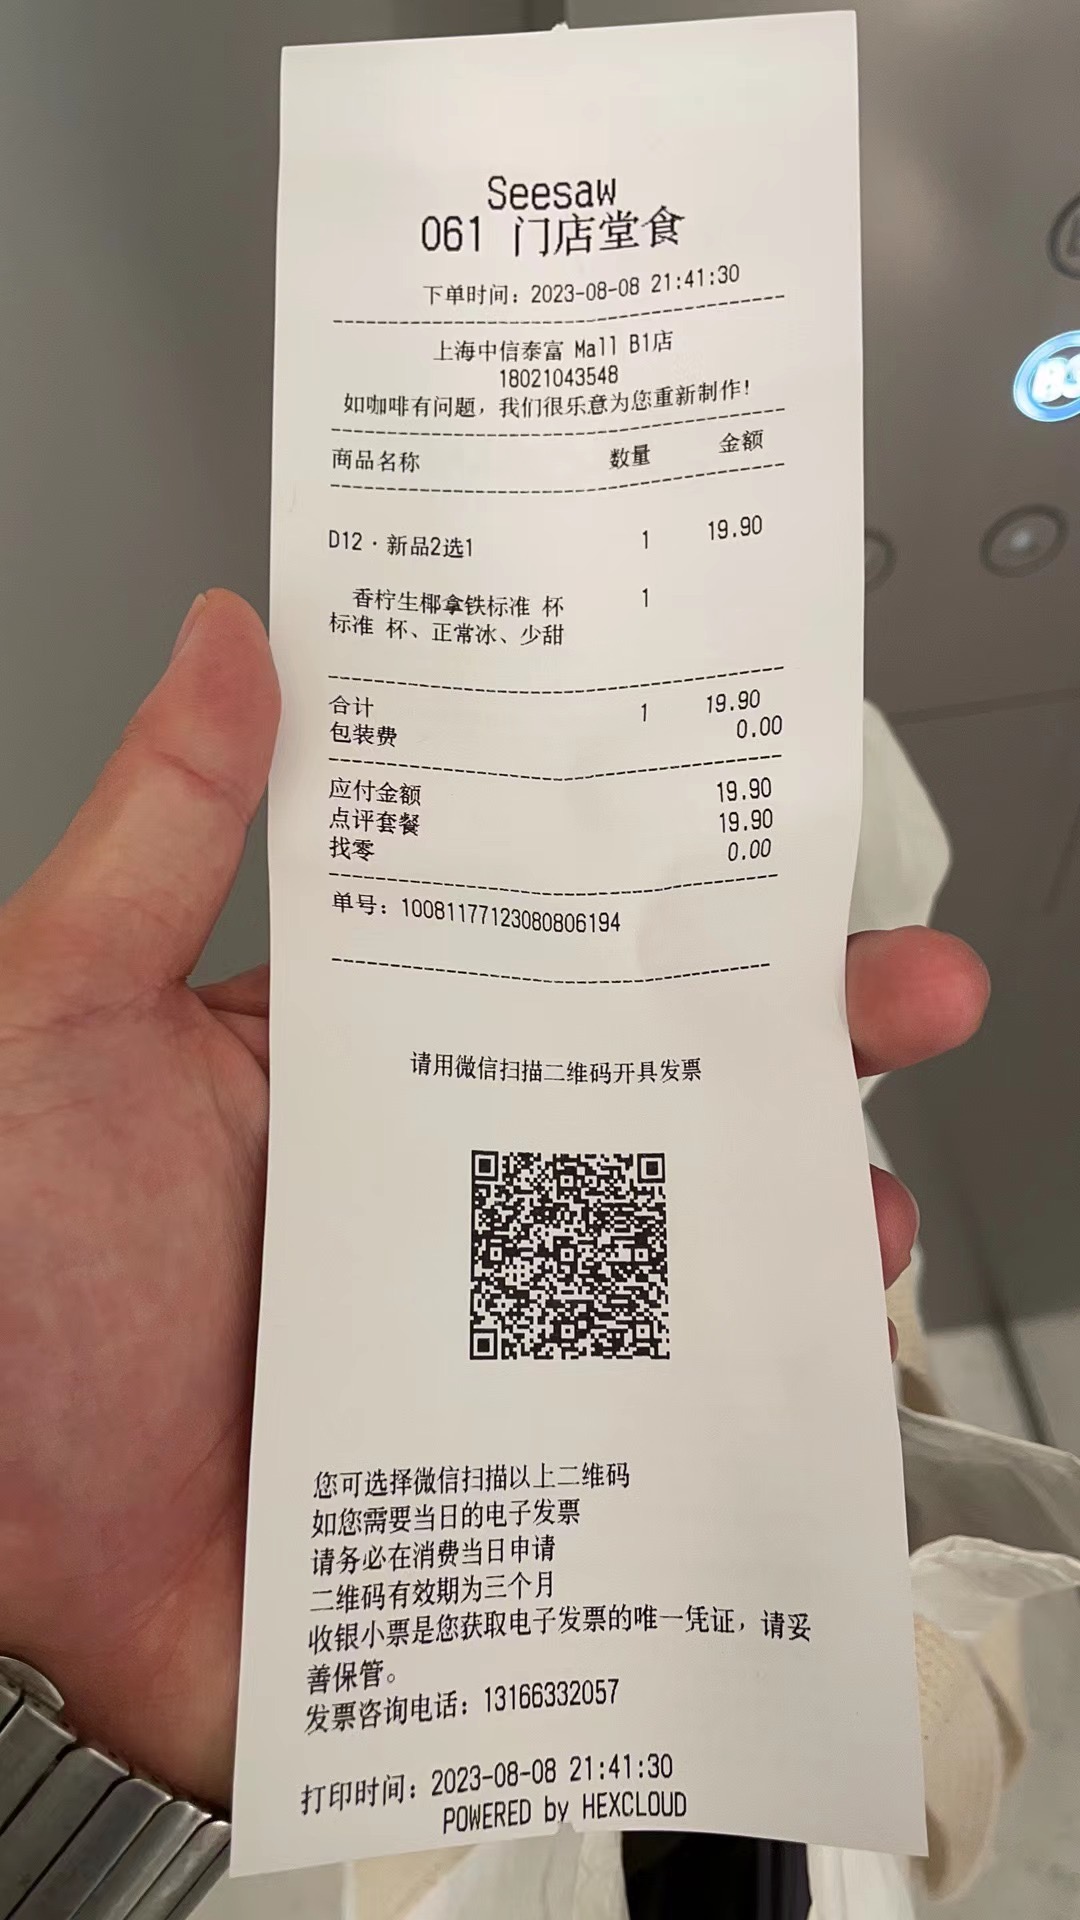 Seesaw
061 门店堂食
下单时间：2023-08-08 21:41:30
上海中信泰富 Mall B1店
18021043548
如咖啡有问题，我们很乐意为您重新制作！
商品名称 数量 金额
D12·新品2选1 1 19.90
香柠生椰拿铁标准 杯 1
标准 杯、正常冰、少甜
合计 1 19.90
包装费 0.00
应付金额 19.90
点评套餐 19.90
找零 0.00
单号：10081177123080806194
请用微信扫描二维码开具发票
您可选择微信扫描以上二维码
如您需要当日的电子发票
请务必在消费当日申请
二维码有效期为三个月
收银小票是您获取电子发票的唯一凭证，请妥
善保管。
发票咨询电话：13166332057
打印时间：2023-08-08 21:41:30
POWERED by HEXCLOUD